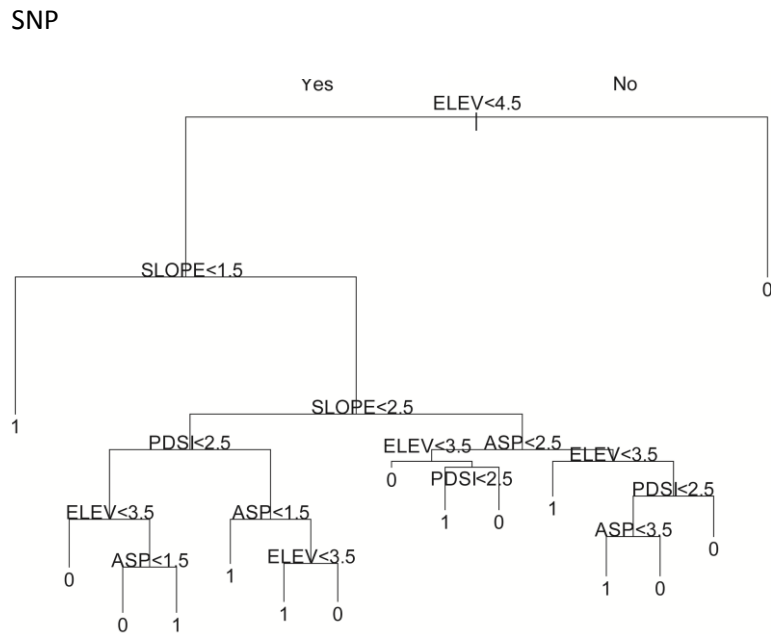 SNP
Yes No
ELEV<4.5
SLOPE<1.5
0
SLOPE<2.5
1
PDSI<2.5 ELEV<3.5 ASP<2.5 ELEV<3.5
0 PDSI<2.5 1 PDSI<2.5
ELEV<3.5 ASP<1.5 1 0 ASP<3.5 0
0 ASP<1.5 1 ELEV<3.5 1 0
0 1 1 0